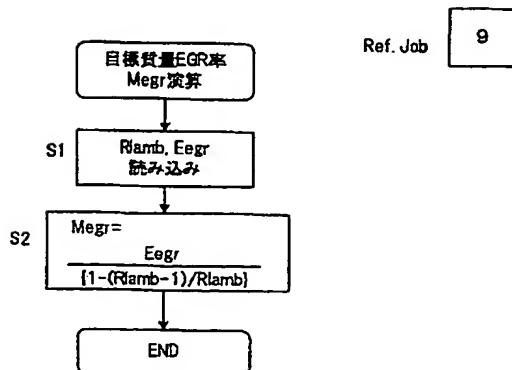 Ref. Job
9
目標質量EGR率
Megr演算
S1
Rlamb, Eegr
読み込み
S2
Megr=
Eegr
{1-(Rlamb-1)/Rlamb}
END